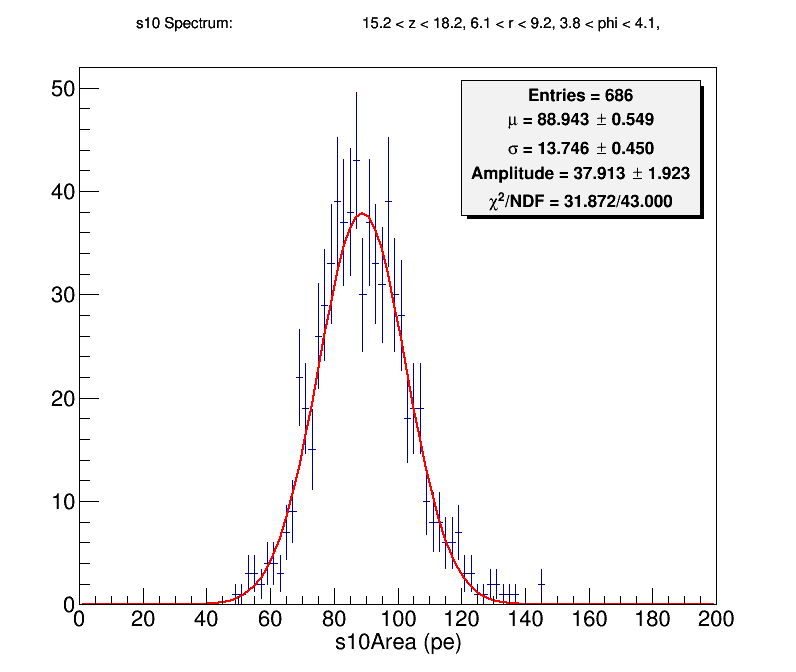 s10 Spectrum: 15.2 < z < 18.2, 6.1 < r < 9.2, 3.8 < phi < 4.1,
Entries = 686
μ = 88.943 ± 0.549
σ = 13.746 ± 0.450
Amplitude = 37.913 ± 1.923
χ²/NDF = 31.872/43.000
50
40
30
20
10
0
0 20 40 60 80 100 120 140 160 180 200
s10Area (pe)